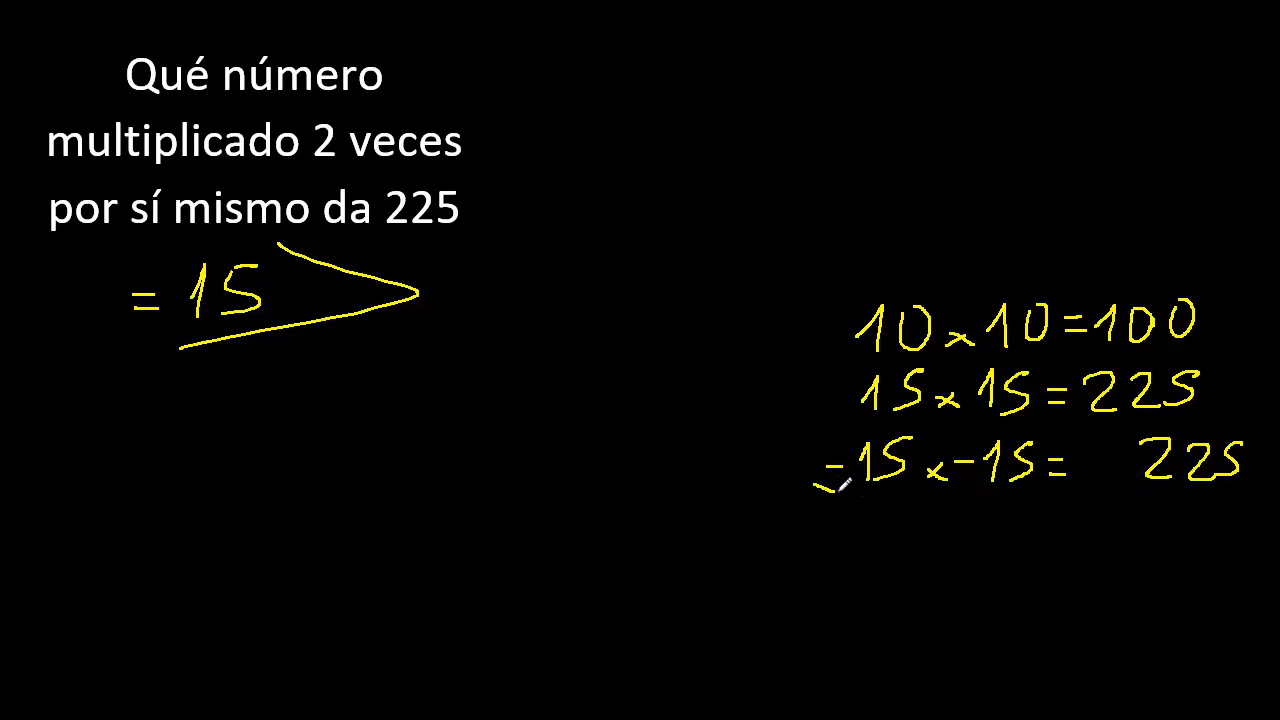 Qué número
multiplicado 2 veces
por sí mismo da 225
= 15
10 x 10 = 100
15 x 15 = 225
-15 x -15 = 225